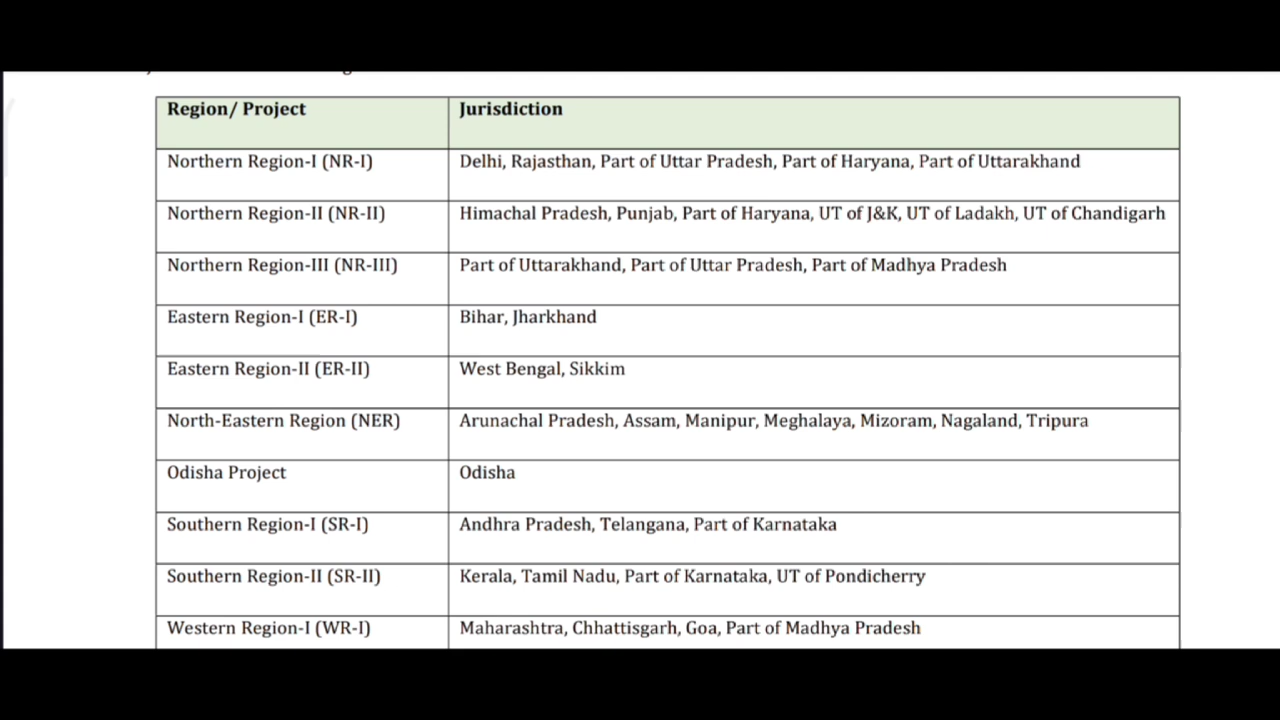 Region/ Project Jurisdiction
Northern Region-I (NR-I) Delhi, Rajasthan, Part of Uttar Pradesh, Part of Haryana, Part of Uttarakhand
Northern Region-II (NR-II) Himachal Pradesh, Punjab, Part of Haryana, UT of J&K, UT of Ladakh, UT of Chandigarh
Northern Region-III (NR-III) Part of Uttarakhand, Part of Uttar Pradesh, Part of Madhya Pradesh
Eastern Region-I (ER-I) Bihar, Jharkhand
Eastern Region-II (ER-II) West Bengal, Sikkim
North-Eastern Region (NER) Arunachal Pradesh, Assam, Manipur, Meghalaya, Mizoram, Nagaland, Tripura
Odisha Project Odisha
Southern Region-I (SR-I) Andhra Pradesh, Telangana, Part of Karnataka
Southern Region-II (SR-II) Kerala, Tamil Nadu, Part of Karnataka, UT of Pondicherry
Western Region-I (WR-I) Maharashtra, Chhattisgarh, Goa, Part of Madhya Pradesh